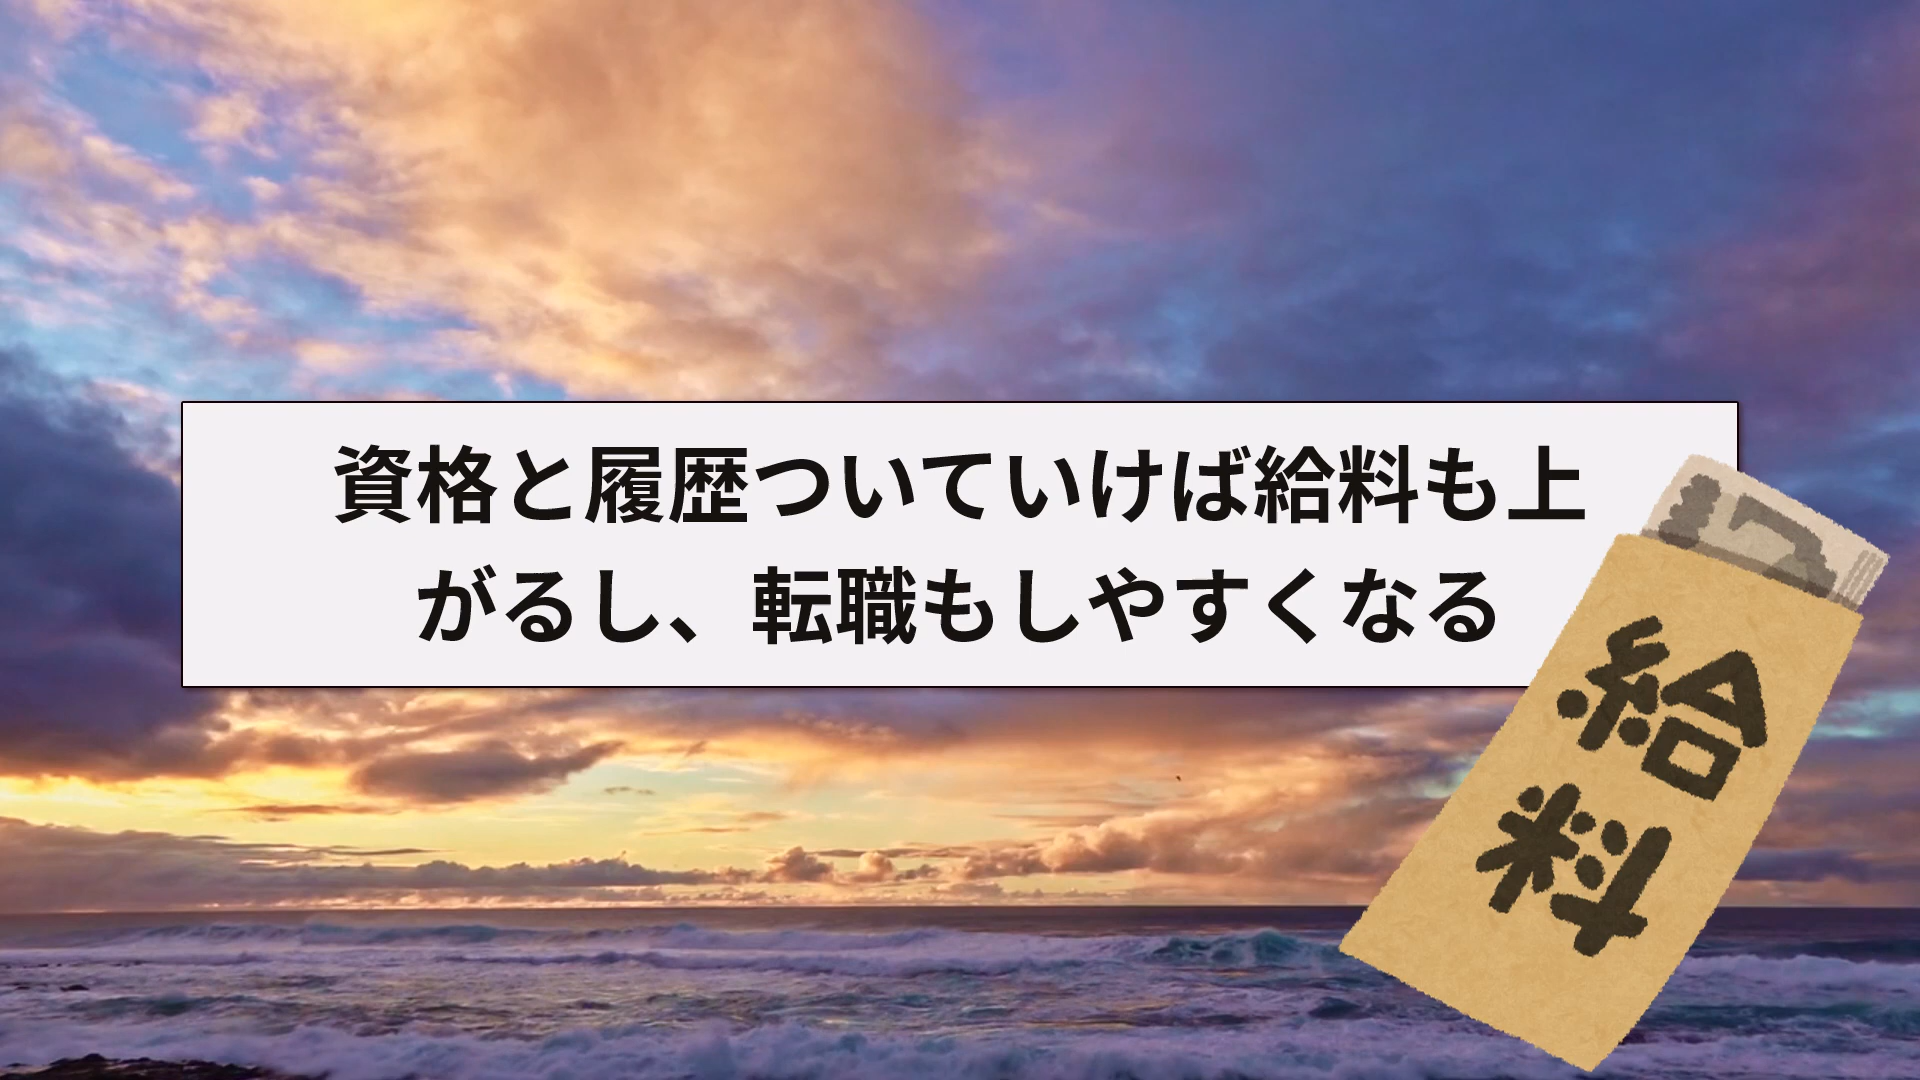 資格と履歴ついていけば給料も上
がるし、転職もしやすくなる
給料